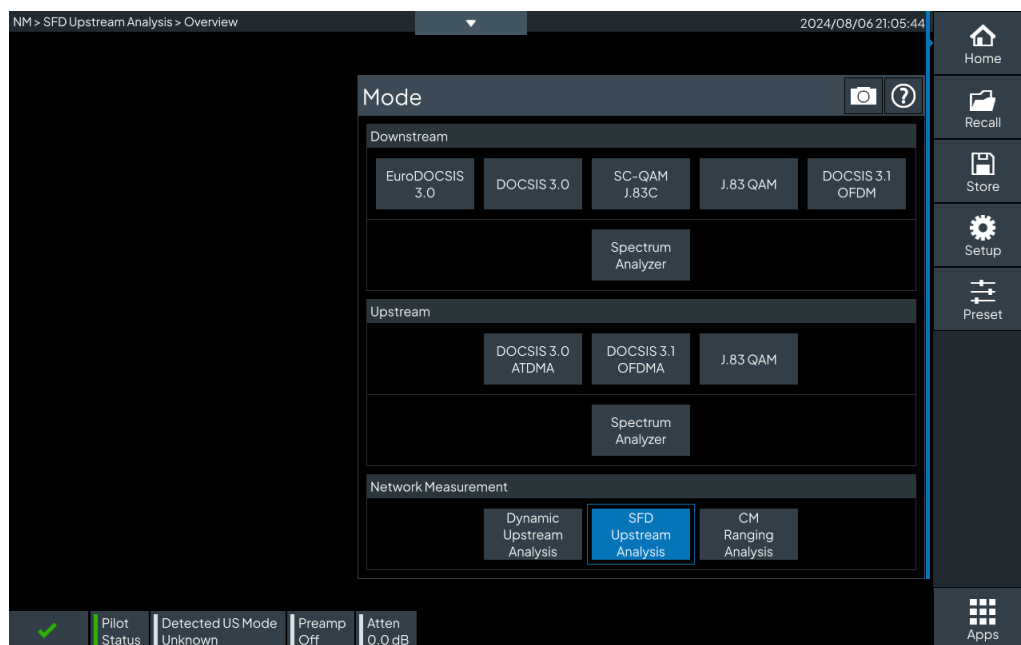 NM > SFD Upstream Analysis > Overview
2024/08/06 21:05:44
Home
Recall
Store
Setup
Preset
Apps
Mode
Downstream
EuroDOCSIS
3.0
DOCSIS 3.0
SC-QAM
J.83C
J.83 QAM
DOCSIS 3.1
OFDM
Spectrum
Analyzer
Upstream
DOCSIS 3.0
ATDMA
DOCSIS 3.1
OFDMA
J.83 QAM
Spectrum
Analyzer
Network Measurement
Dynamic
Upstream
Analysis
SFD
Upstream
Analysis
CM
Ranging
Analysis
Pilot
Status
Detected US Mode
Unknown
Preamp
Off
Atten
0.0 dB